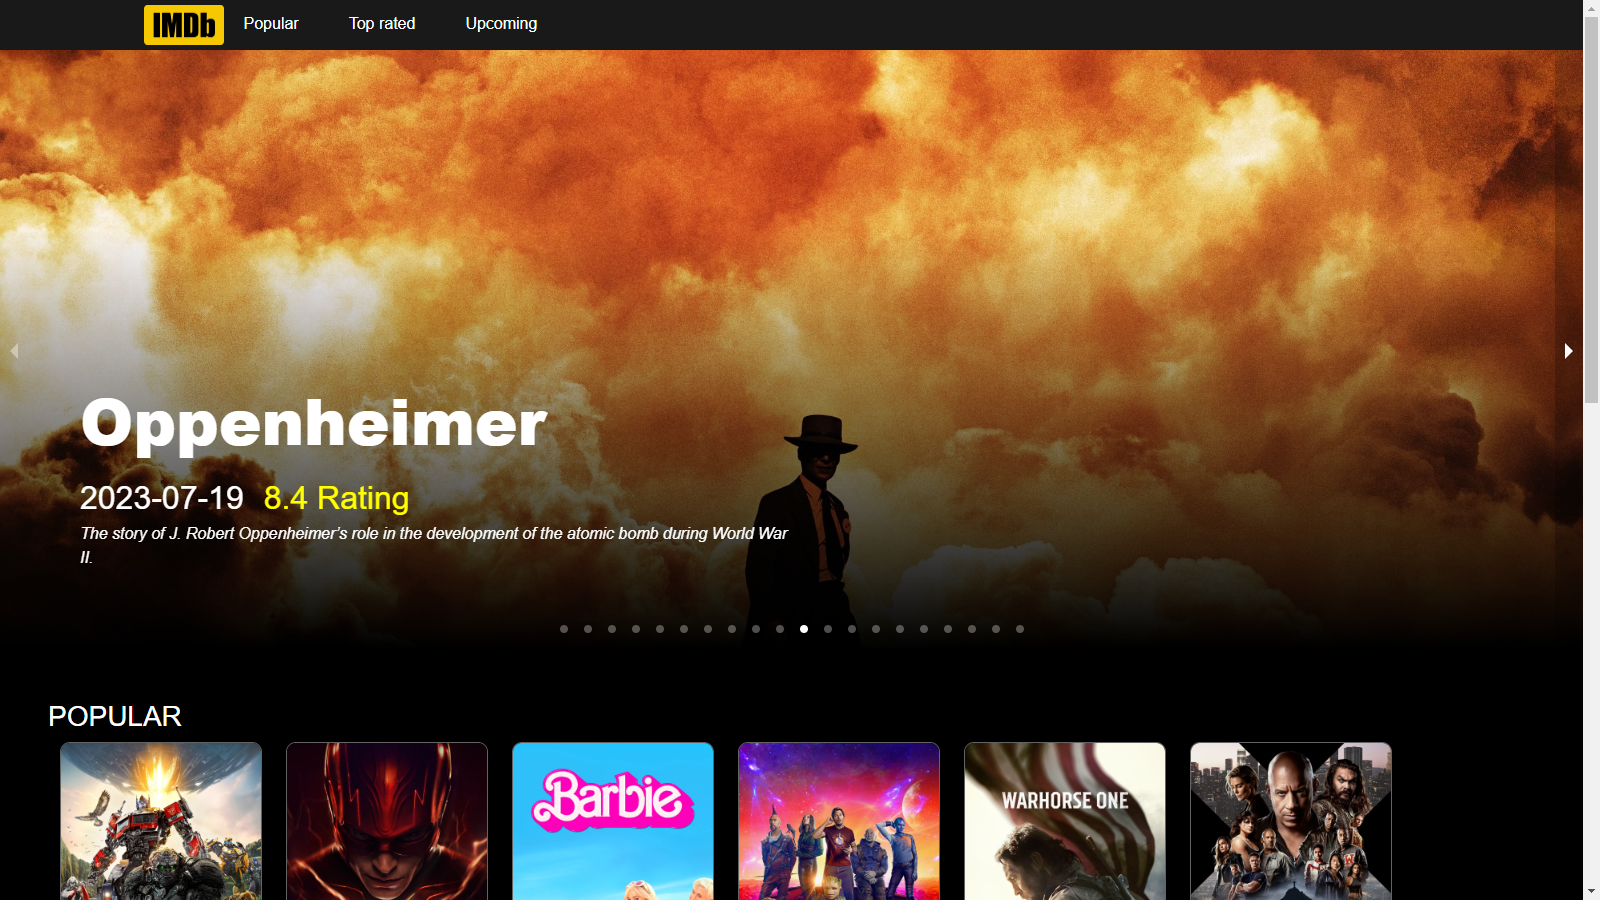 IMDb
Popular
Top rated
Upcoming
Oppenheimer
2023-07-19 8.4 Rating
The story of J. Robert Oppenheimer’s role in the development of the atomic bomb during World War
II.
POPULAR
Barbie
WARHORSE ONE